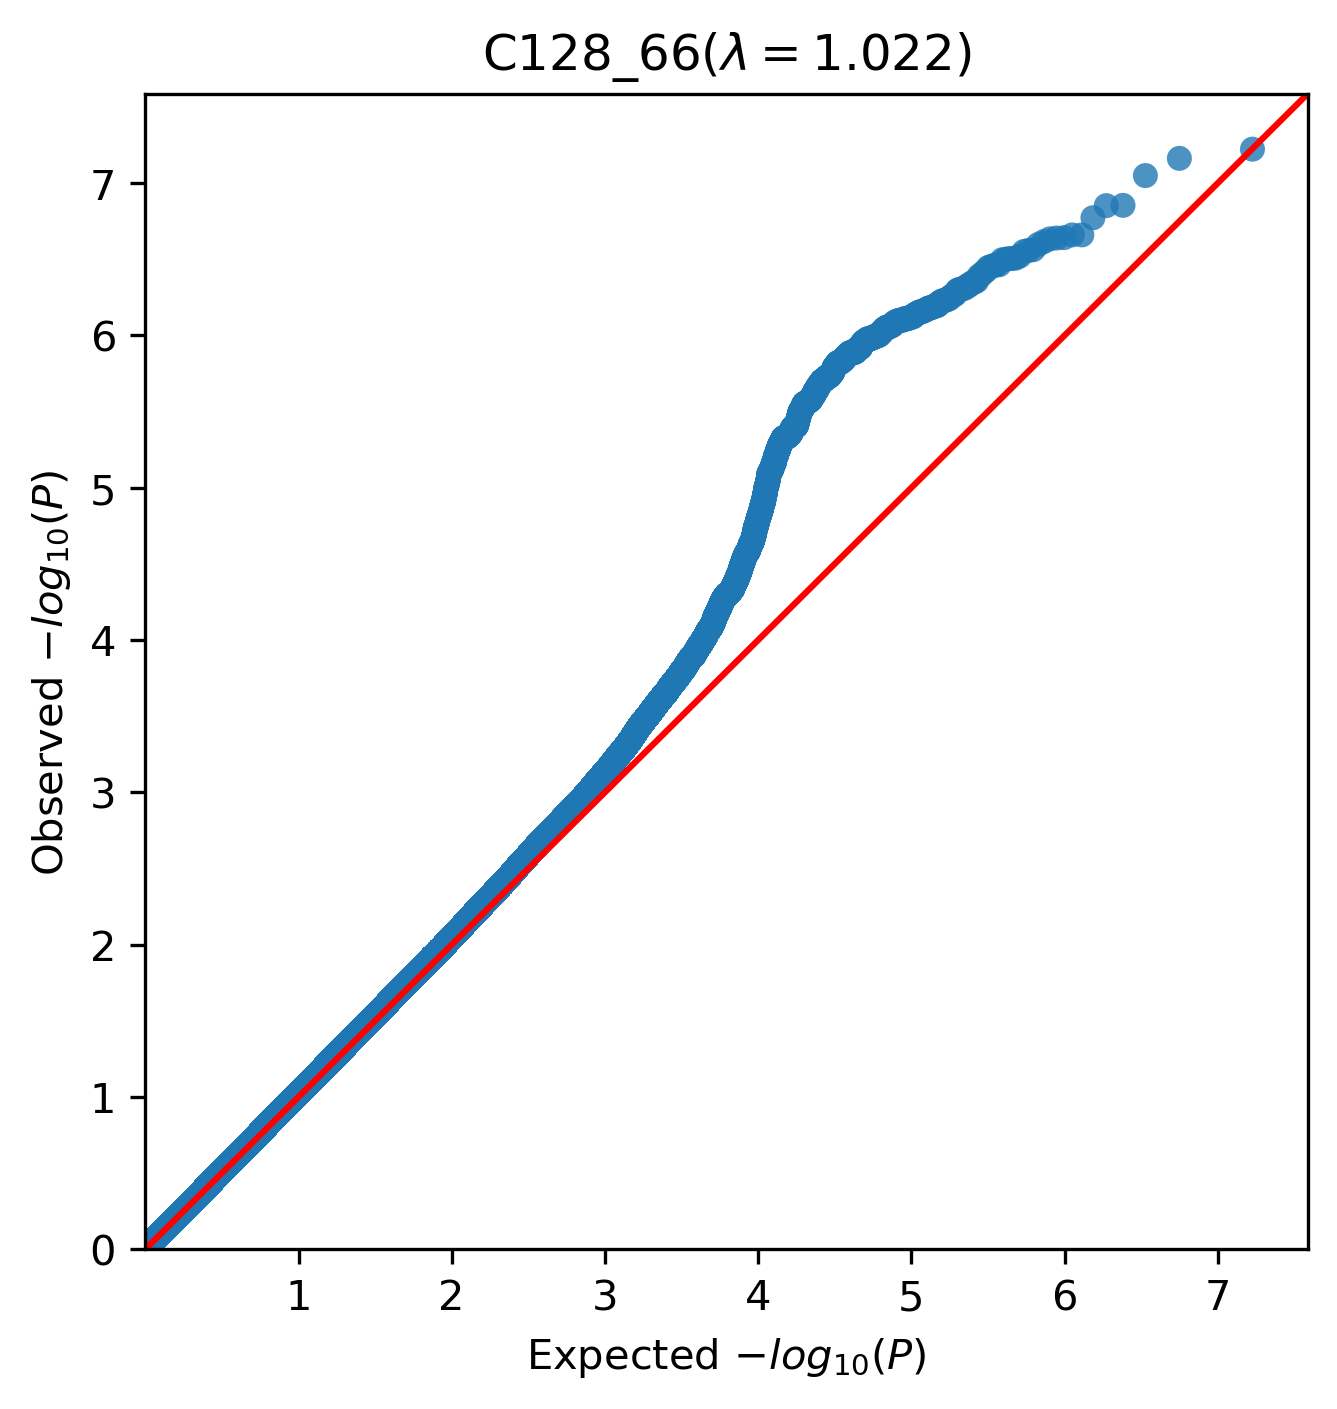 C128_66(λ = 1.022)
Observed −log₁₀(P)
7
6
5
4
3
2
1
0
1 2 3 4 5 6 7
Expected −log₁₀(P)